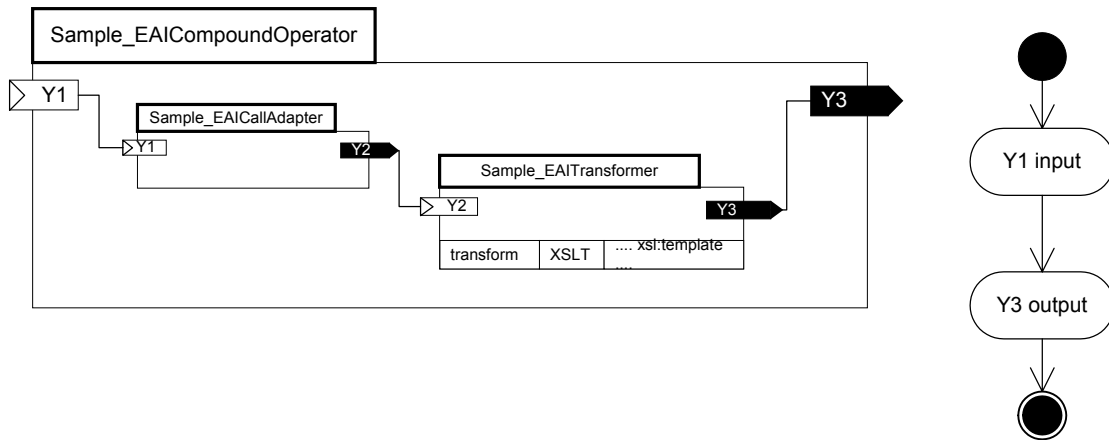 Sample_EAICompoundOperator
Y1
Y3
Sample_EAICallAdapter
Y1
Y2
Sample_EAITransformer
Y2
Y3
transform XSLT .... xsl:template
....
Y1 input
Y3 output